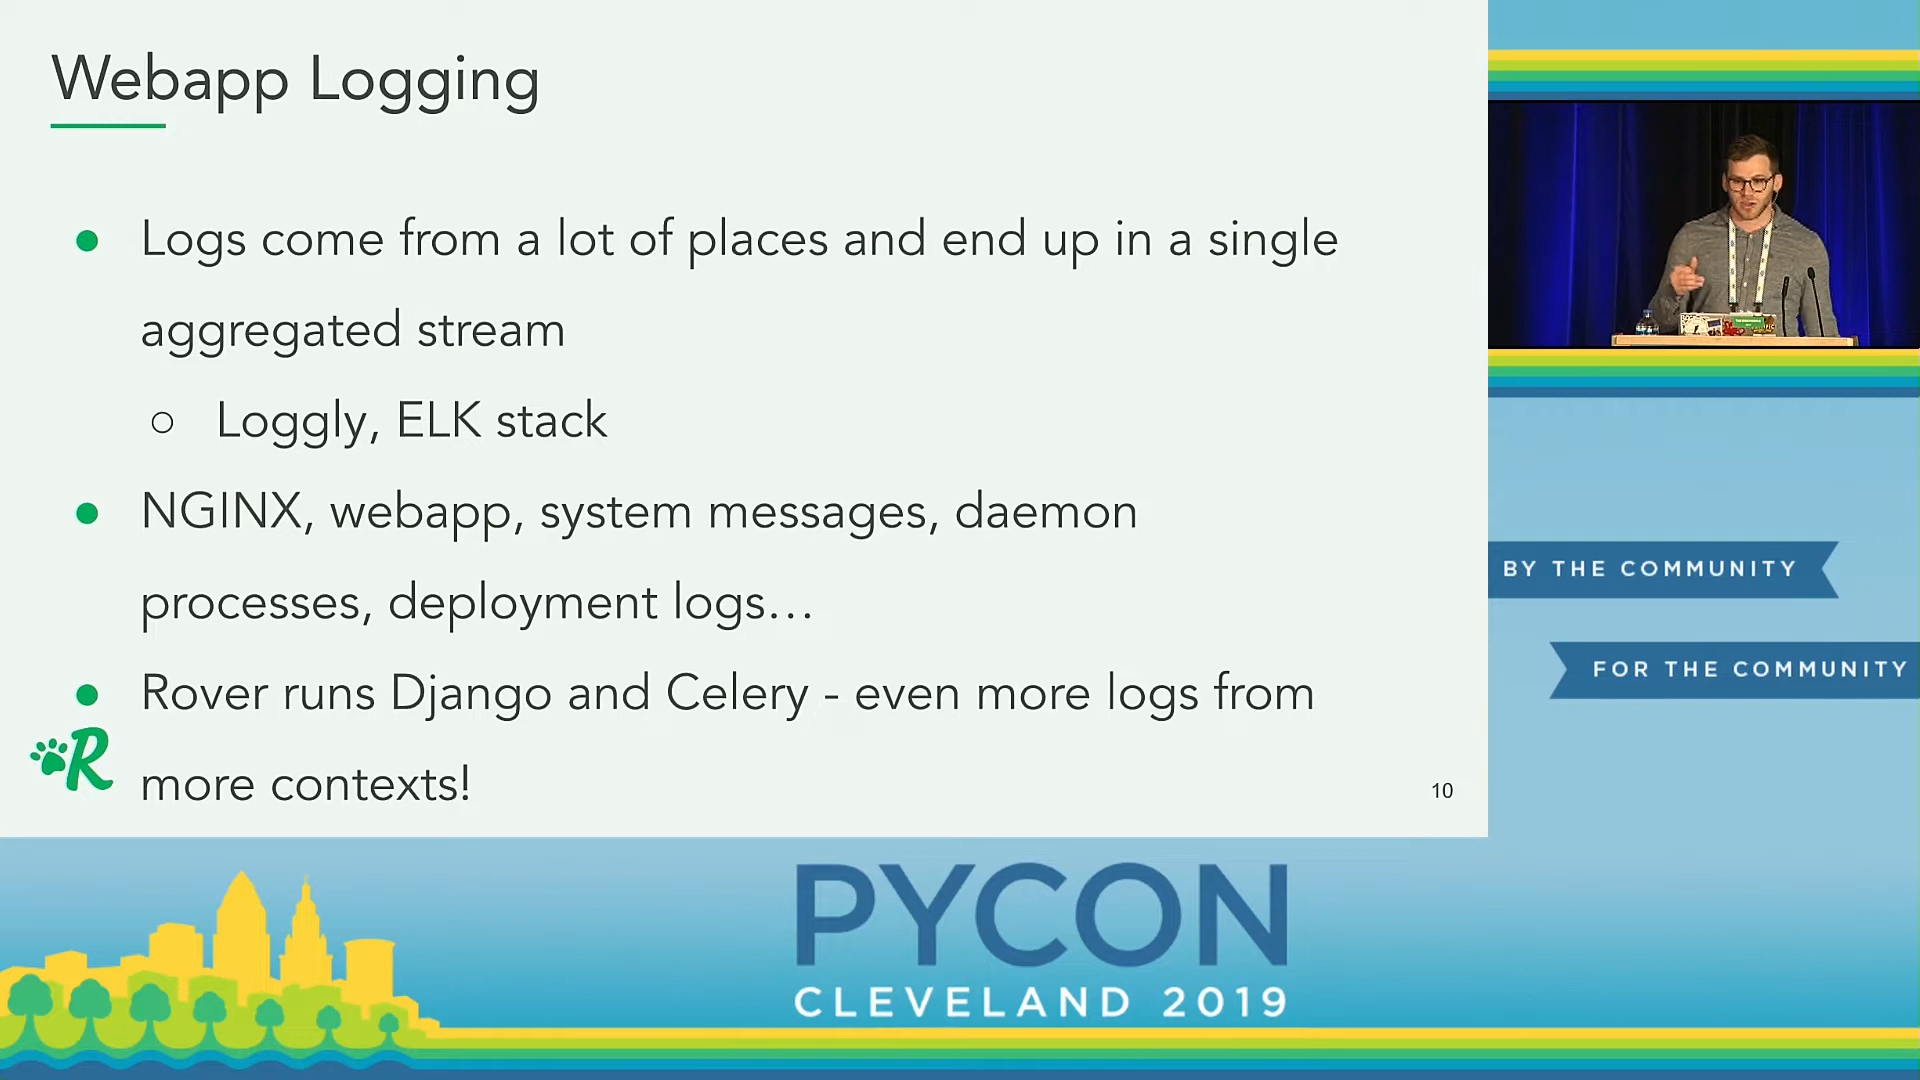 Webapp Logging
● Logs come from a lot of places and end up in a single
aggregated stream
○ Loggly, ELK stack
● NGINX, webapp, system messages, daemon
processes, deployment logs…
● Rover runs Django and Celery - even more logs from
more contexts!
R
10
BY THE COMMUNITY
FOR THE COMMUNITY
PYCON
CLEVELAND 2019